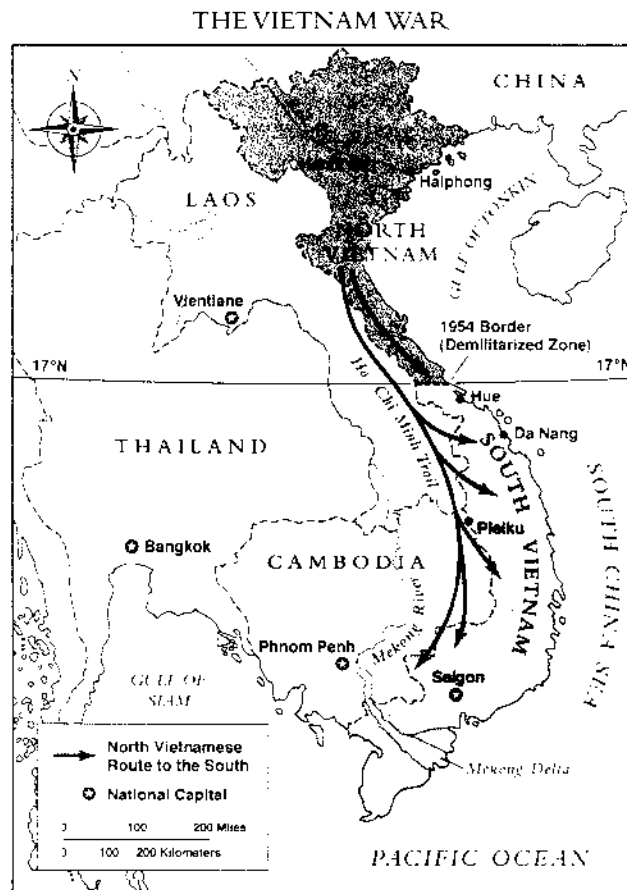 THE VIETNAM WAR
N
CHINA
Haiphong
LAOS
GULF OF TONKIN
NORTH
VIETNAM
Vientiane
1954 Border
(Demilitarized Zone)
17°N
17°N
Ho Chi Minh Trail
Hue
Da Nang
THAILAND
SOUTH VIETNAM
SOUTH CHINA SEA
Pleiku
Bangkok
CAMBODIA
Mekong River
Phnom Penh
GULF OF
SIAM
Saigon
North Vietnamese
Route to the South
National Capital
Mekong Delta
0 100 200 Miles
0 100 200 Kilometers
PACIFIC OCEAN